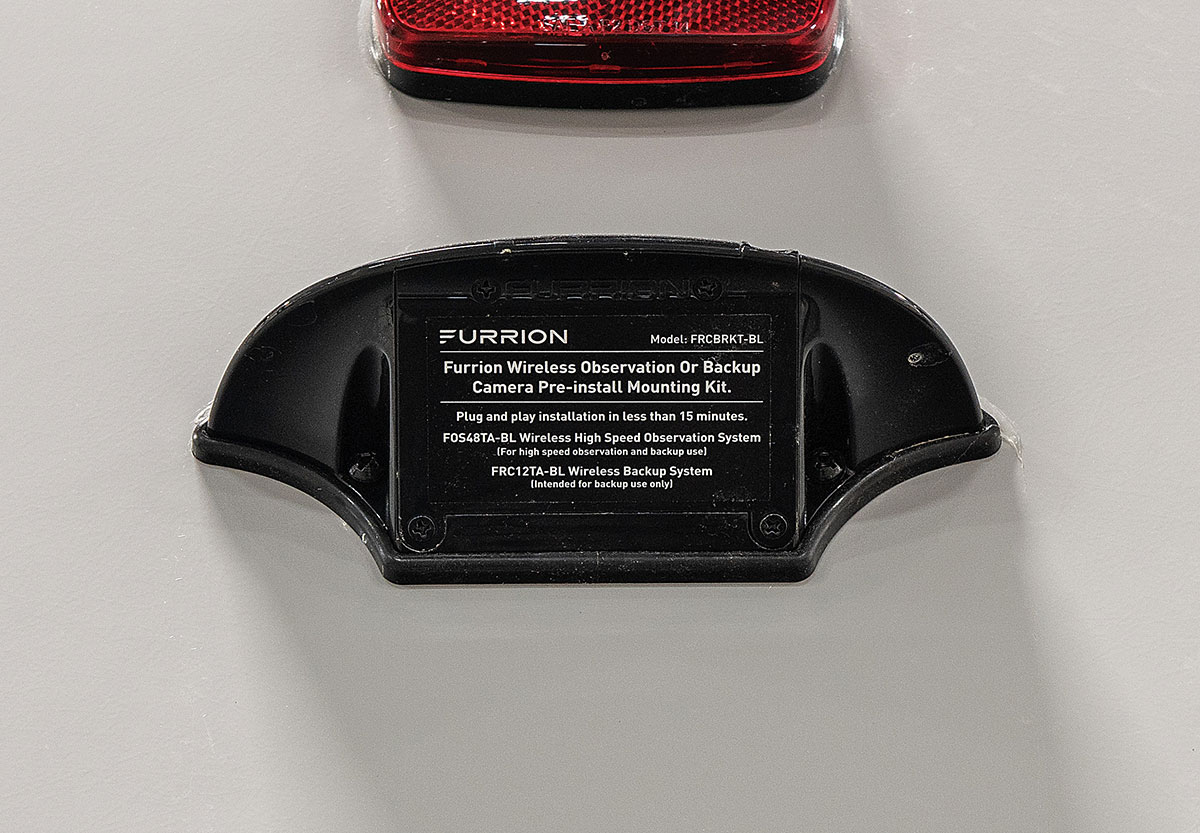 FURRION
FURRION
Model: FRCBRKT-BL
Furrion Wireless Observation Or Backup
Camera Pre-install Mounting Kit.
Plug and play installation in less than 15 minutes.
FOS48TA-BL Wireless High Speed Observation System
(For high speed observation and backup use)
FRC12TA-BL Wireless Backup System
(Intended for backup use only)